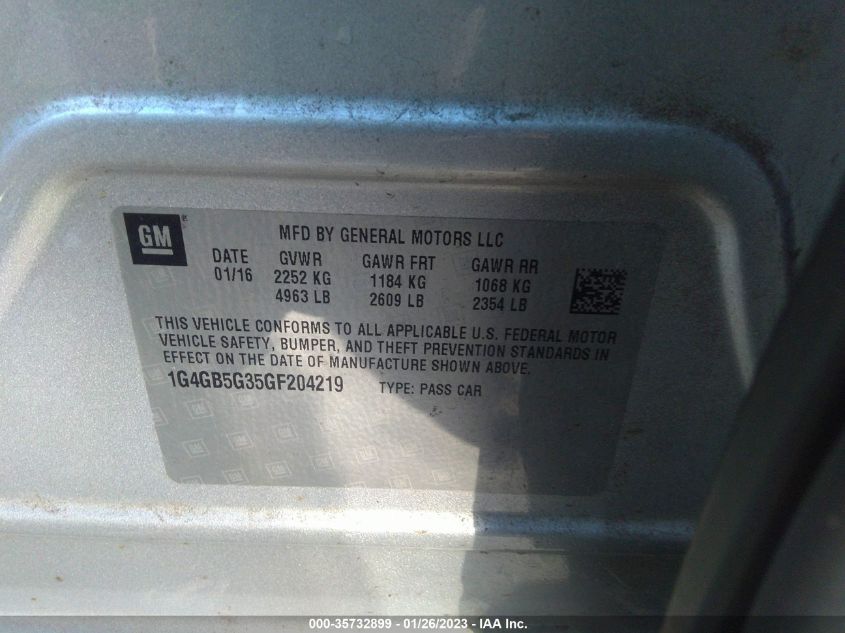 GM
MFD BY GENERAL MOTORS LLC
DATE GVWR GAWR FRT GAWR RR
01/16 2252 KG 1184 KG 1068 KG
4963 LB 2609 LB 2354 LB
THIS VEHICLE CONFORMS TO ALL APPLICABLE U.S. FEDERAL MOTOR
VEHICLE SAFETY, BUMPER, AND THEFT PREVENTION STANDARDS IN
EFFECT ON THE DATE OF MANUFACTURE SHOWN ABOVE.
1G4GB5G35GF204219 TYPE: PASS CAR
000-35732899 - 01/26/2023 - IAA Inc.